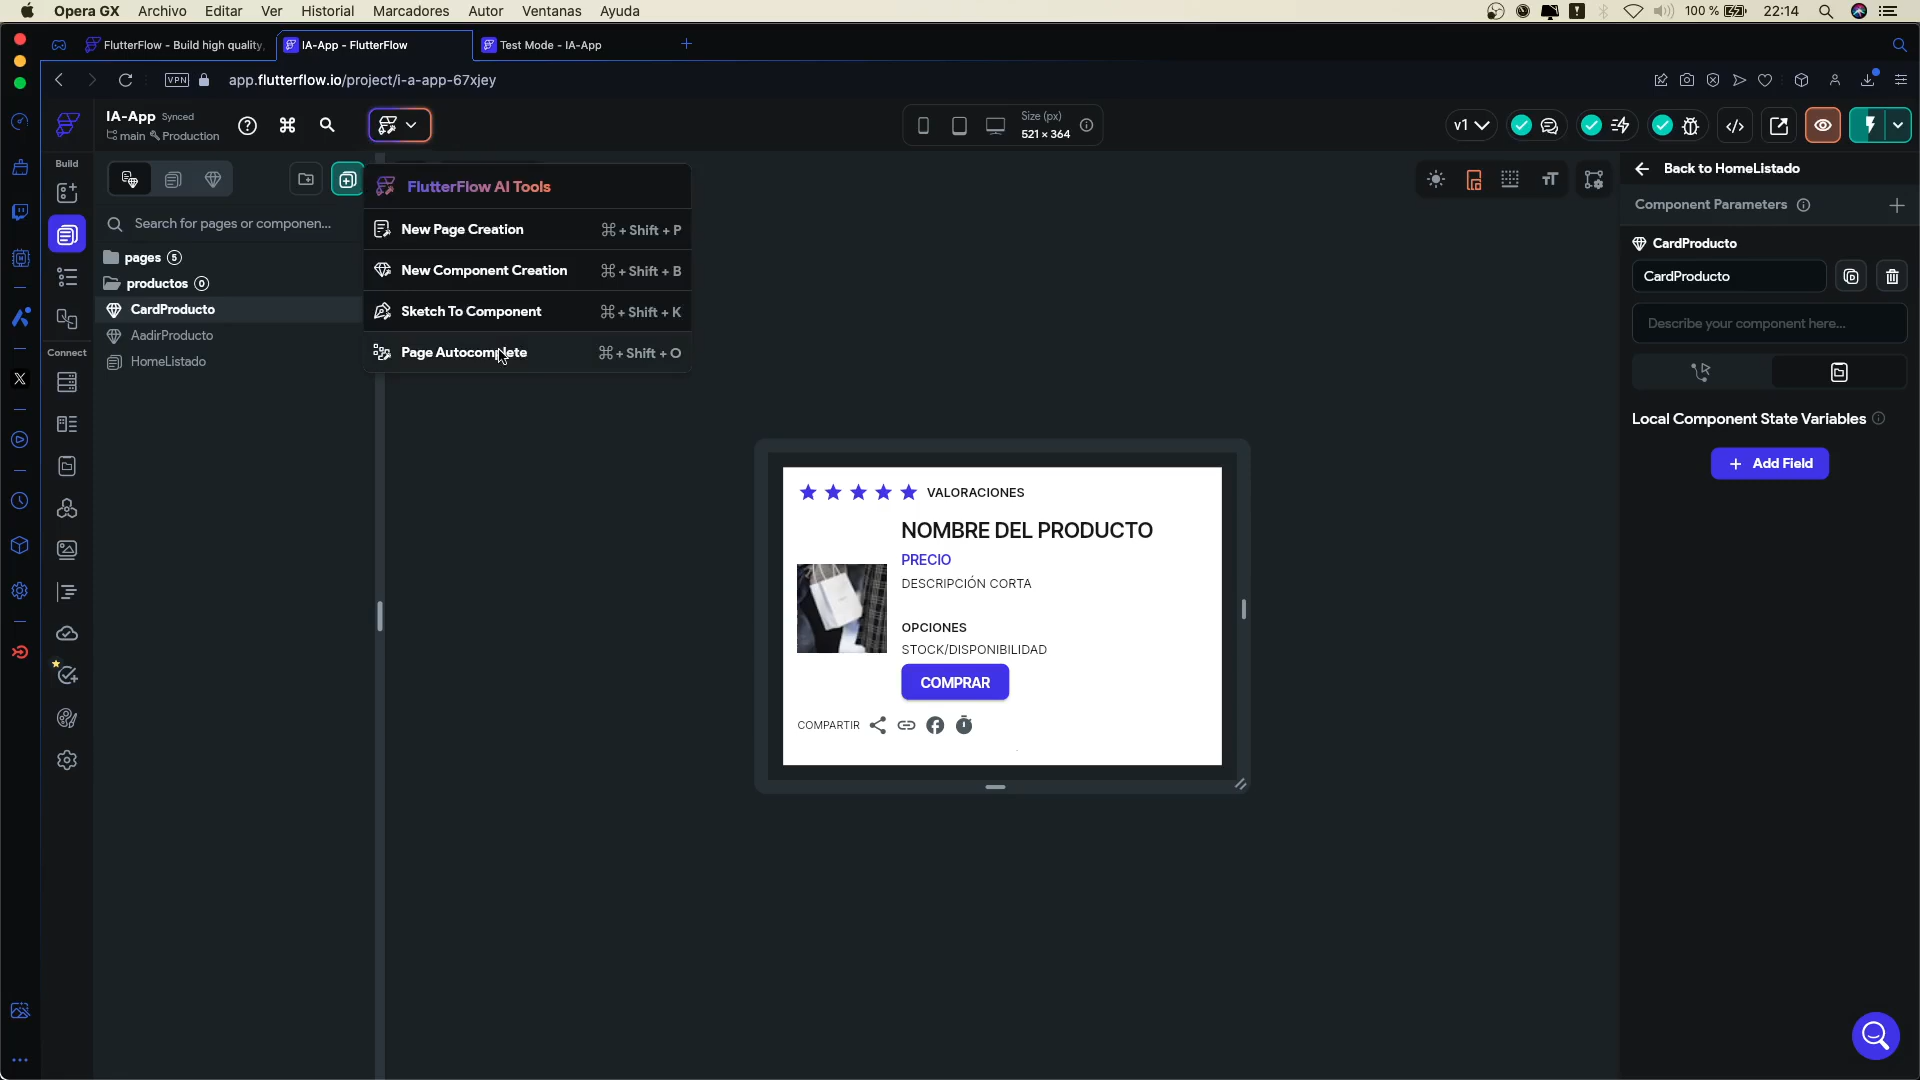 Opera GX Archivo Editar Ver Historial Marcadores Autor Ventanas Ayuda 100 % 22:14
FlutterFlow - Build high quality,
IA-App - FlutterFlow
Test Mode - IA-App
VPN app.flutterflow.io/project/i-a-app-67xjey
IA-App Synced
main Production
Size (px)
521 × 364
v1
Build
Connect
Search for pages or componen...
pages 5
productos 0
CardProducto
AadirProducto
HomeListado
FlutterFlow AI Tools
New Page Creation ⌘ + Shift + P
New Component Creation ⌘ + Shift + B
Sketch To Component ⌘ + Shift + K
Page Autocomplete ⌘ + Shift + O
VALORACIONES
NOMBRE DEL PRODUCTO
PRECIO
DESCRIPCIÓN CORTA
OPCIONES
STOCK/DISPONIBILIDAD
COMPRAR
COMPARTIR
Back to HomeListado
Component Parameters
CardProducto
CardProducto
Describe your component here...
Local Component State Variables
+ Add Field